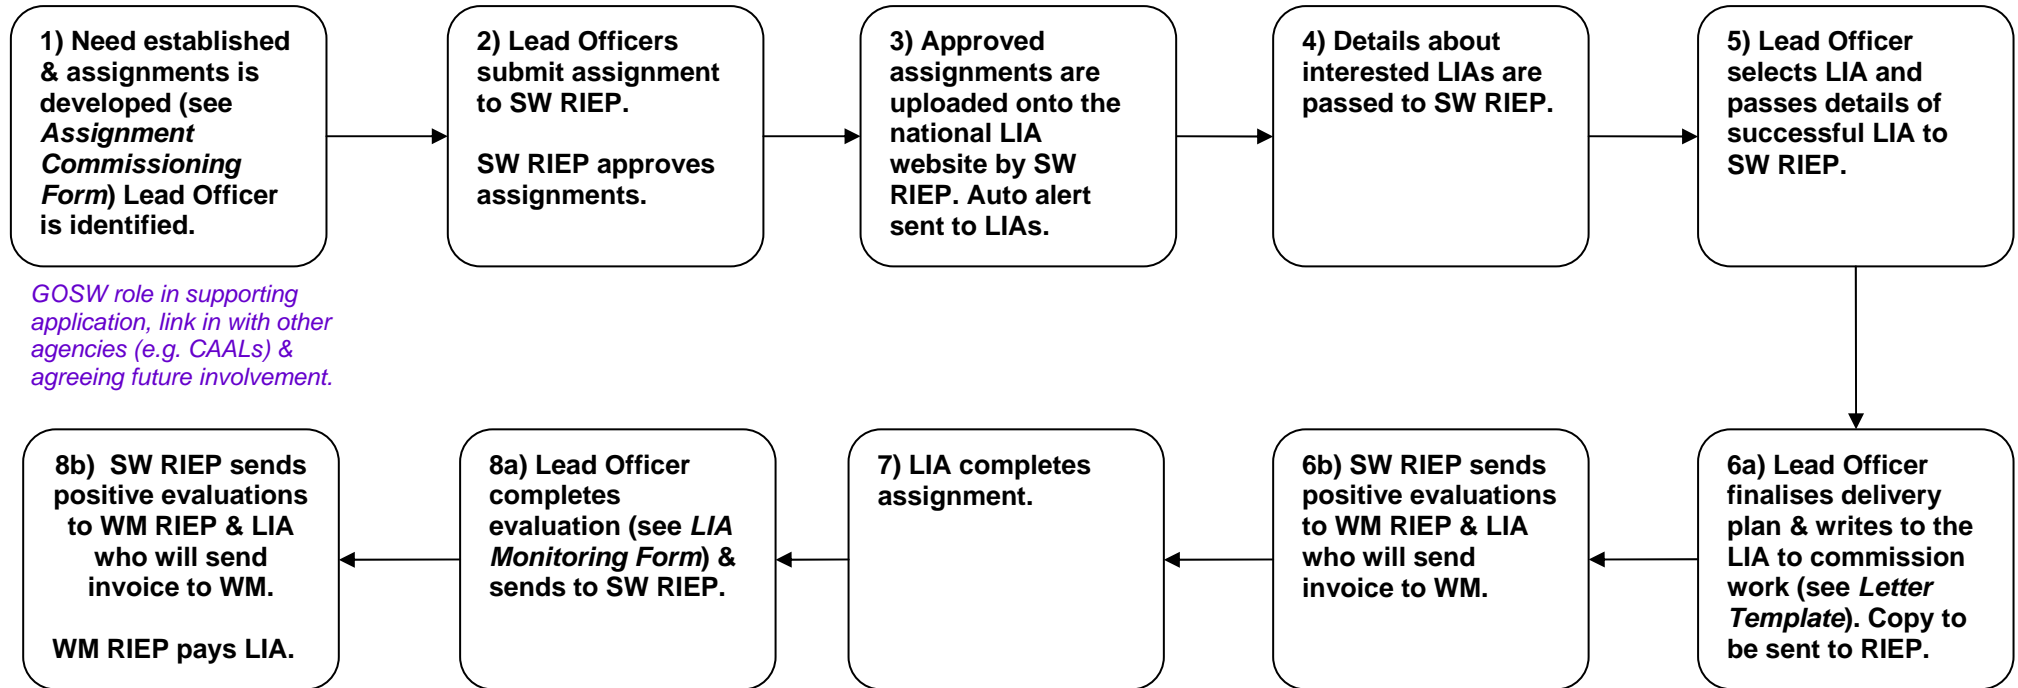 1) Need established
& assignments is
developed (see
Assignment
Commissioning
Form) Lead Officer
is identified.
GOSW role in supporting
application, link in with other
agencies (e.g. CAALs) &
agreeing future involvement.
2) Lead Officers
submit assignment
to SW RIEP.
SW RIEP approves
assignments.
3) Approved
assignments are
uploaded onto the
national LIA
website by SW
RIEP. Auto alert
sent to LIAs.
4) Details about
interested LIAs are
passed to SW RIEP.
5) Lead Officer
selects LIA and
passes details of
successful LIA to
SW RIEP.
6a) Lead Officer
finalises delivery
plan & writes to the
LIA to commission
work (see Letter
Template). Copy to
be sent to RIEP.
6b) SW RIEP sends
positive evaluations
to WM RIEP & LIA
who will send
invoice to WM.
7) LIA completes
assignment.
8a) Lead Officer
completes
evaluation (see LIA
Monitoring Form) &
sends to SW RIEP.
8b) SW RIEP sends
positive evaluations
to WM RIEP & LIA
who will send
invoice to WM.
WM RIEP pays LIA.